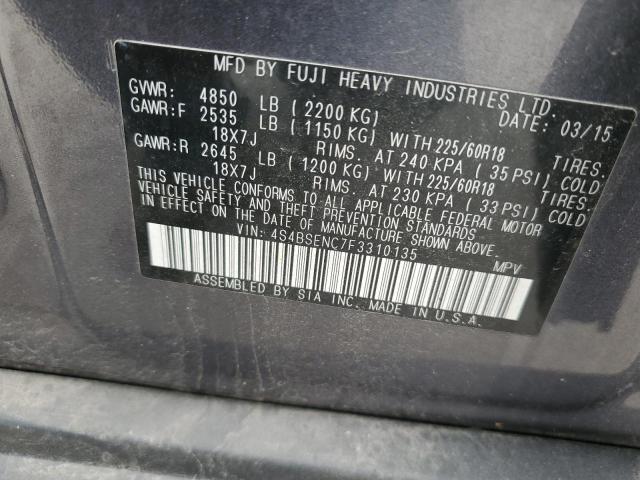 MFD BY FUJI HEAVY INDUSTRIES LTD.
GVWR: 4850 LB (2200 KG) DATE: 03/15
GAWR:F 2535 LB (1150 KG) WITH 225/60R18 TIRES.
18X7J RIMS. AT 240 KPA (35 PSI) COLD
GAWR:R 2645 LB (1200 KG) WITH 225/60R18 TIRES.
18X7J RIMS. AT 230 KPA (33 PSI) COLD
THIS VEHICLE CONFORMS TO ALL APPLICABLE FEDERAL MOTOR
VEHICLE SAFETY AND THEFT PREVENTION STANDARDS
IN EFFECT ON THE DATE OF MANUFACTURE SHOWN ABOVE.
VIN: 4S4BSENC7F3310135 MPV
ASSEMBLED BY SIA INC. MADE IN U.S.A.